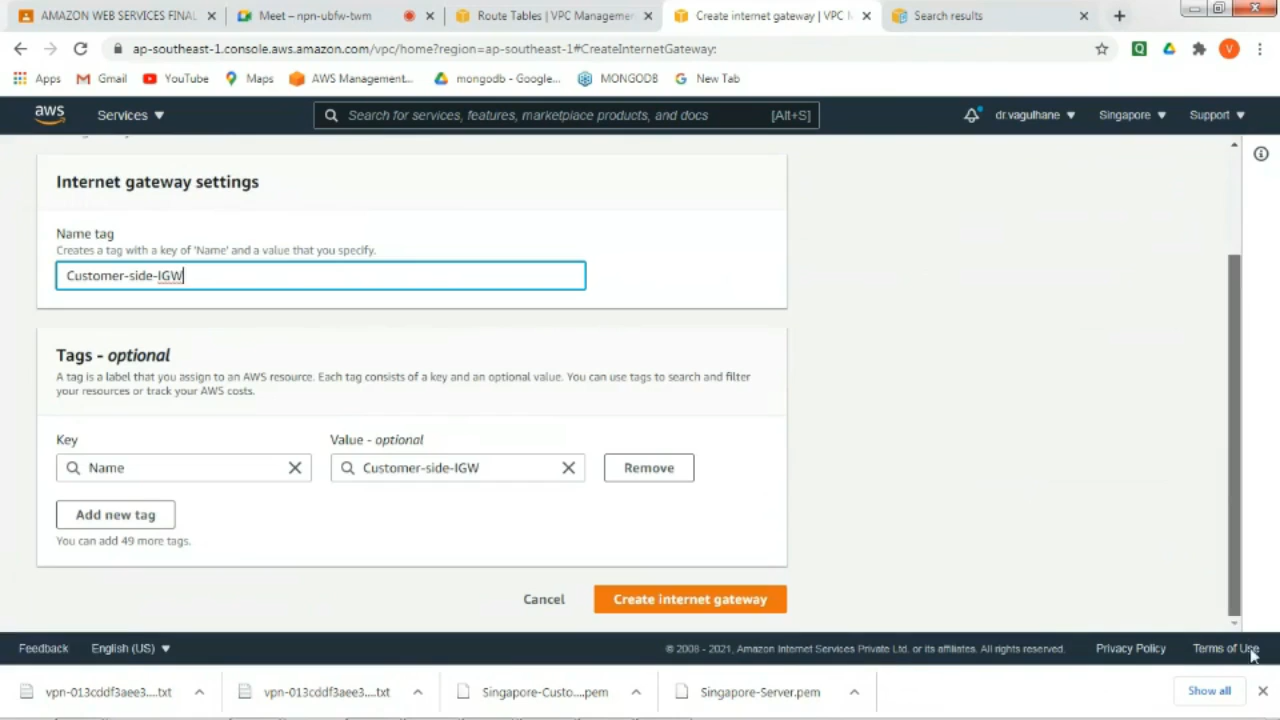 AMAZON WEB SERVICES FINAL
Meet – npn-ubfw-twm
Route Tables | VPC Managemen
Create internet gateway | VPC
Search results
ap-southeast-1.console.aws.amazon.com/vpc/home?region=ap-southeast-1#CreateInternetGateway:
Q
V
Apps
Gmail
YouTube
Maps
AWS Management...
mongodb - Google...
MONGODB
New Tab
aws
Services
Search for services, features, marketplace products, and docs
[Alt+S]
dr.vagulhane
Singapore
Support
Internet gateway settings
Name tag
Creates a tag with a key of 'Name' and a value that you specify.
Customer-side-IGW
Tags - optional
A tag is a label that you assign to an AWS resource. Each tag consists of a key and an optional value. You can use tags to search and filter
your resources or track your AWS costs.
Key
Value - optional
Name
Customer-side-IGW
Remove
Add new tag
You can add 49 more tags.
Cancel
Create internet gateway
Feedback
English (US)
© 2008 - 2021, Amazon Internet Services Private Ltd. or its affiliates. All rights reserved.
Privacy Policy
Terms of Use
vpn-013cddf3aee3....txt
vpn-013cddf3aee3....txt
Singapore-Custo....pem
Singapore-Server.pem
Show all